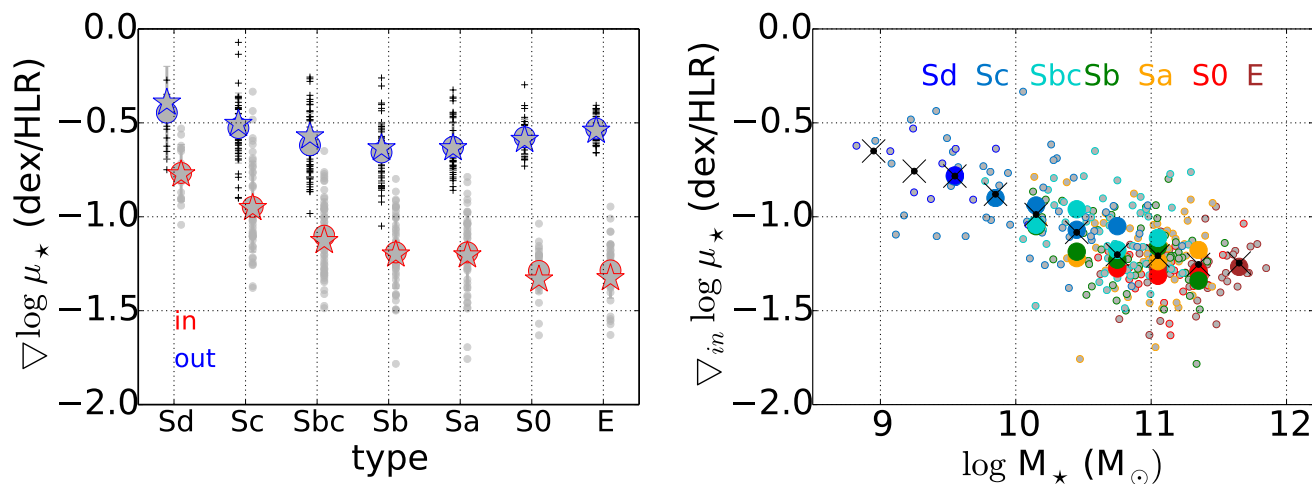 0.0
−0.5
−1.0
−1.5
−2.0
▽log μ⋆ (dex/HLR)
in
out
Sd Sc Sbc Sb Sa S0 E
type
0.0
−0.5
−1.0
−1.5
−2.0
▽in log μ⋆ (dex/HLR)
Sd Sc Sbc Sb Sa S0 E
9 10 11 12
log M⋆ (M⊙)